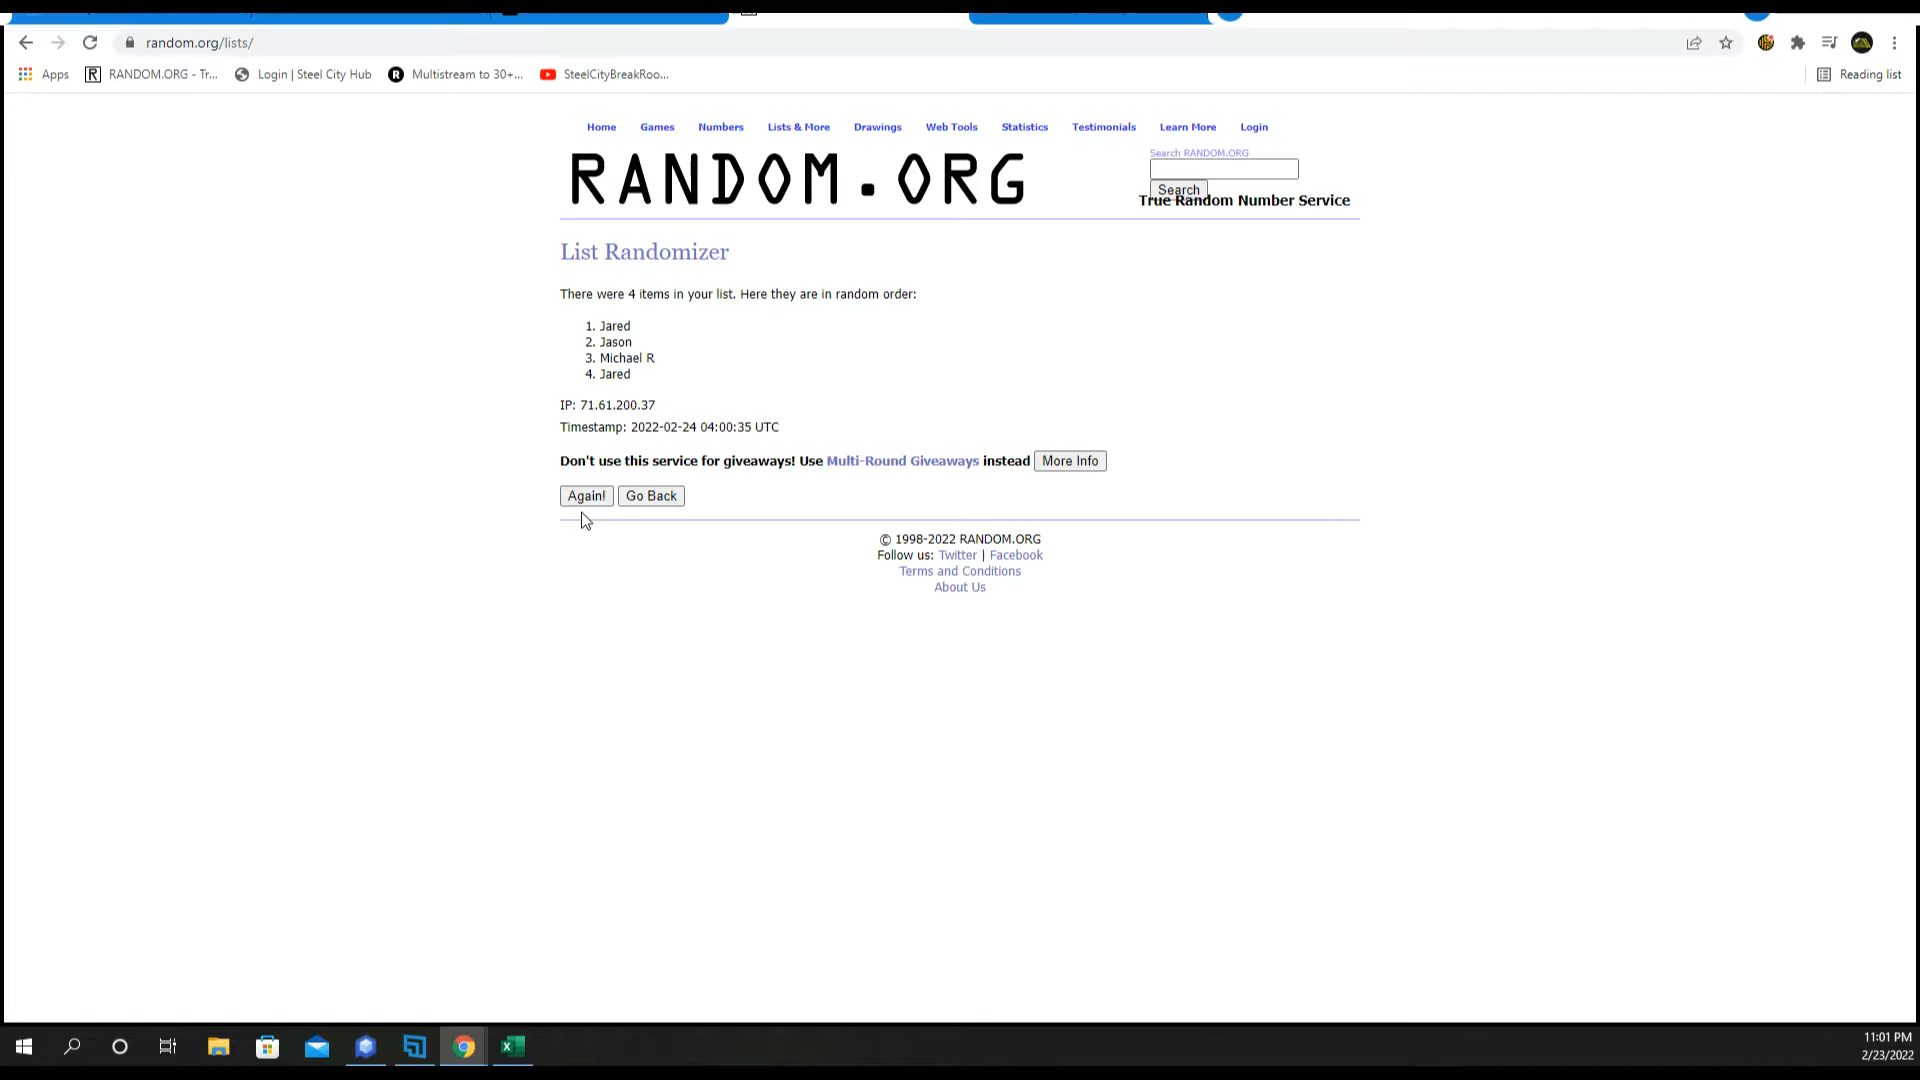 random.org/lists/
Apps
RANDOM.ORG - Tr...
Login | Steel City Hub
Multistream to 30+...
SteelCityBreakRoo...
Reading list
Home Games Numbers Lists & More Drawings Web Tools Statistics Testimonials Learn More Login
RANDOM.ORG
Search RANDOM.ORG
Search
True Random Number Service
List Randomizer
There were 4 items in your list. Here they are in random order:
1. Jared
2. Jason
3. Michael R
4. Jared
IP: 71.61.200.37
Timestamp: 2022-02-24 04:00:35 UTC
Don't use this service for giveaways! Use Multi-Round Giveaways instead More Info
Again! Go Back
© 1998-2022 RANDOM.ORG
Follow us: Twitter | Facebook
Terms and Conditions
About Us
11:01 PM
2/23/2022